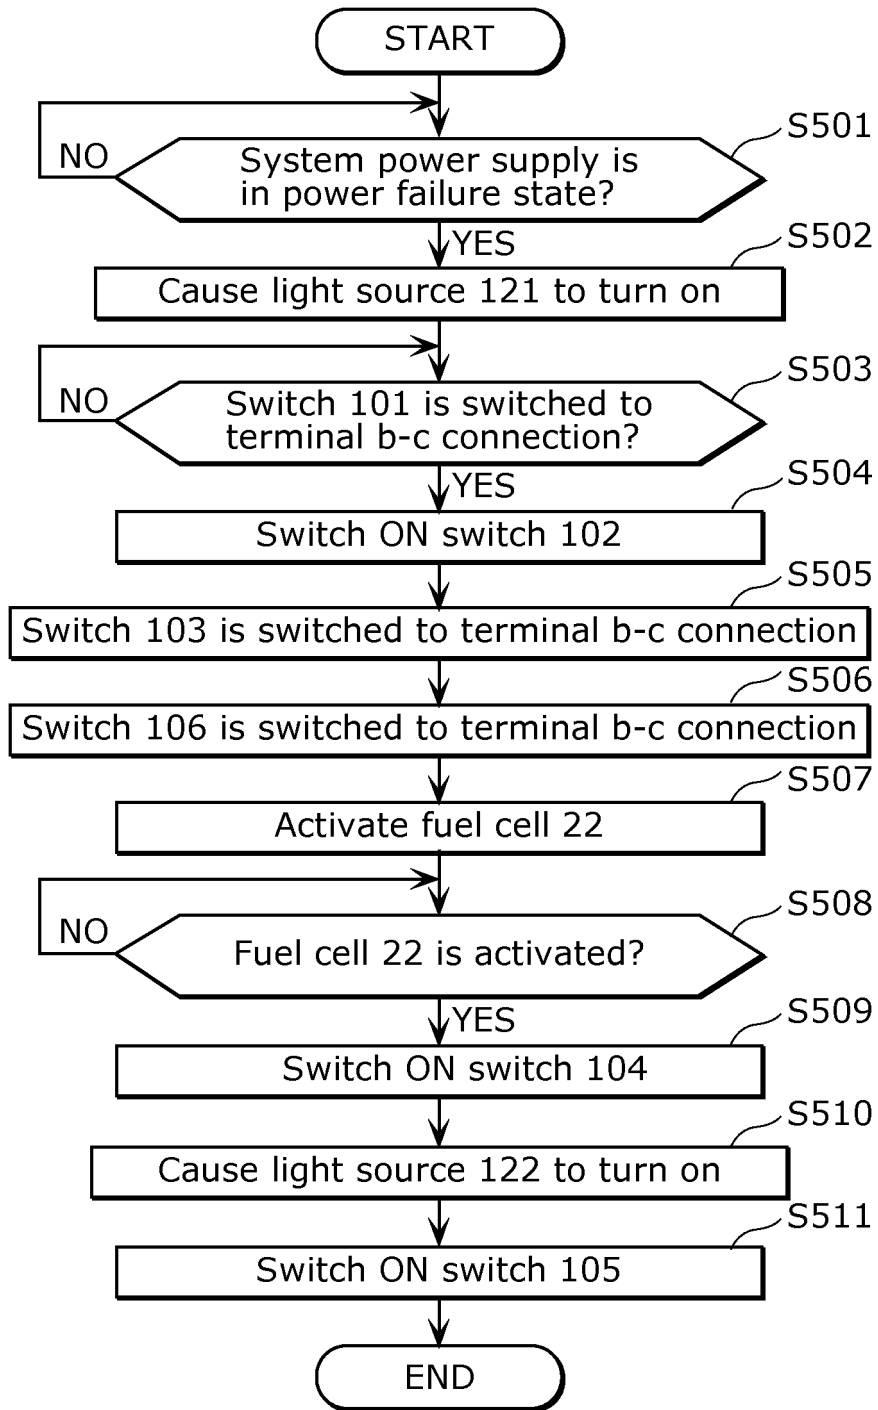 START
S501
System power supply is
in power failure state?
NO
YES
S502
Cause light source 121 to turn on
S503
Switch 101 is switched to
terminal b-c connection?
NO
YES
S504
Switch ON switch 102
S505
Switch 103 is switched to terminal b-c connection
S506
Switch 106 is switched to terminal b-c connection
S507
Activate fuel cell 22
S508
Fuel cell 22 is activated?
NO
YES
S509
Switch ON switch 104
S510
Cause light source 122 to turn on
S511
Switch ON switch 105
END